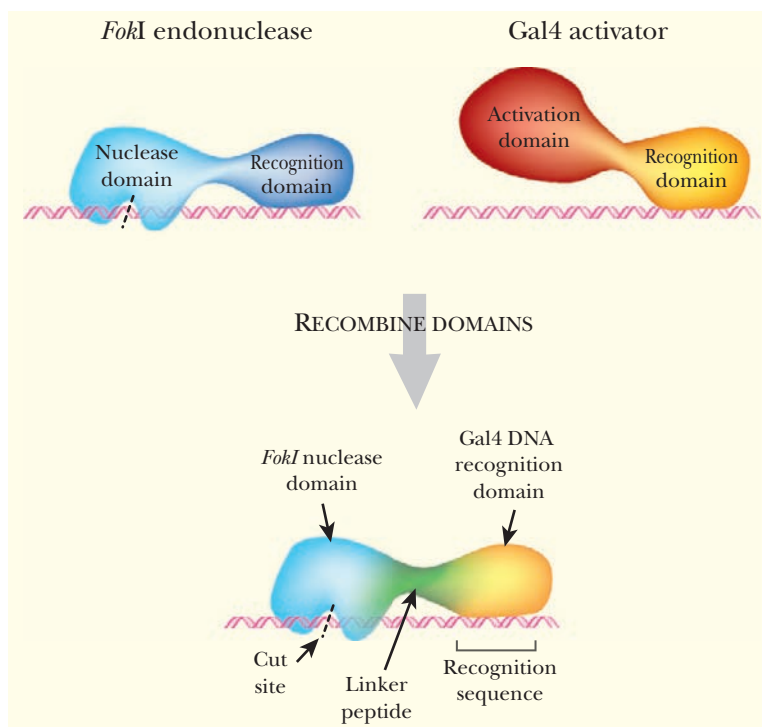 FokI endonuclease
Gal4 activator
Nuclease
domain
Recognition
domain
Activation
domain
Recognition
domain
RECOMBINE DOMAINS
FokI nuclease
domain
Gal4 DNA
recognition
domain
Cut
site
Linker
peptide
Recognition
sequence